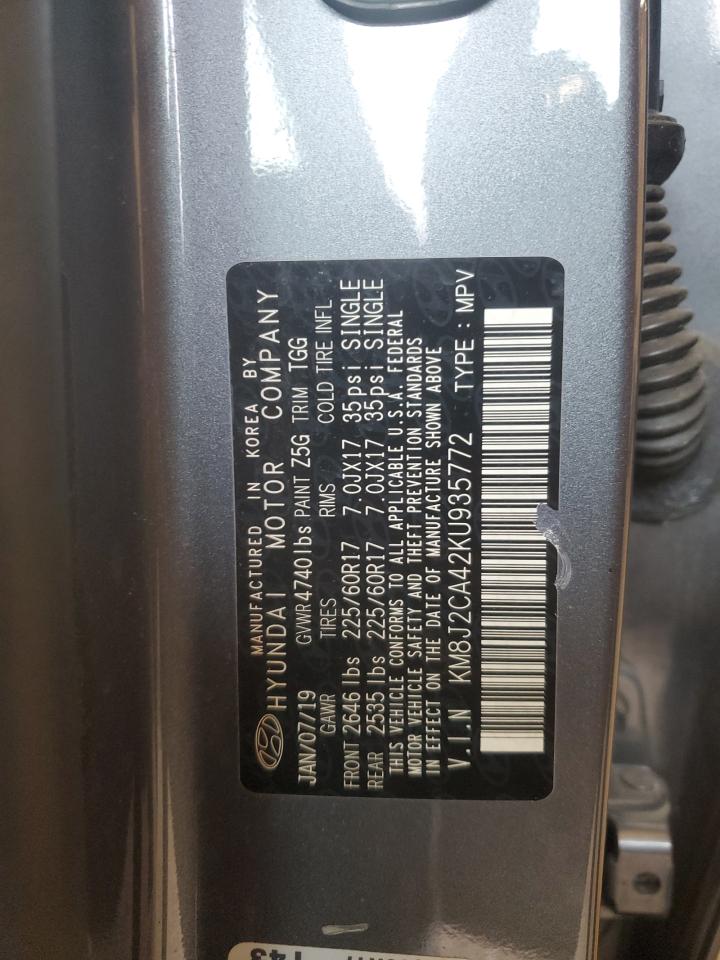 MANUFACTURED IN KOREA BY
HYUNDAI MOTOR COMPANY
JAN/07/19 GVWR 4740lbs PAINT Z5G TRIM TGG
GAWR TIRES RIMS COLD TIRE INFL
FRONT 2646 lbs 225/60R17 7.0JX17 35psi SINGLE
REAR 2535 lbs 225/60R17 7.0JX17 35psi SINGLE
THIS VEHICLE CONFORMS TO ALL APPLICABLE U.S.A. FEDERAL
MOTOR VEHICLE SAFETY AND THEFT PREVENTION STANDARDS
IN EFFECT ON THE DATE OF MANUFACTURE SHOWN ABOVE
V.I.N KM8J2CA42KU935772 TYPE : MPV
143